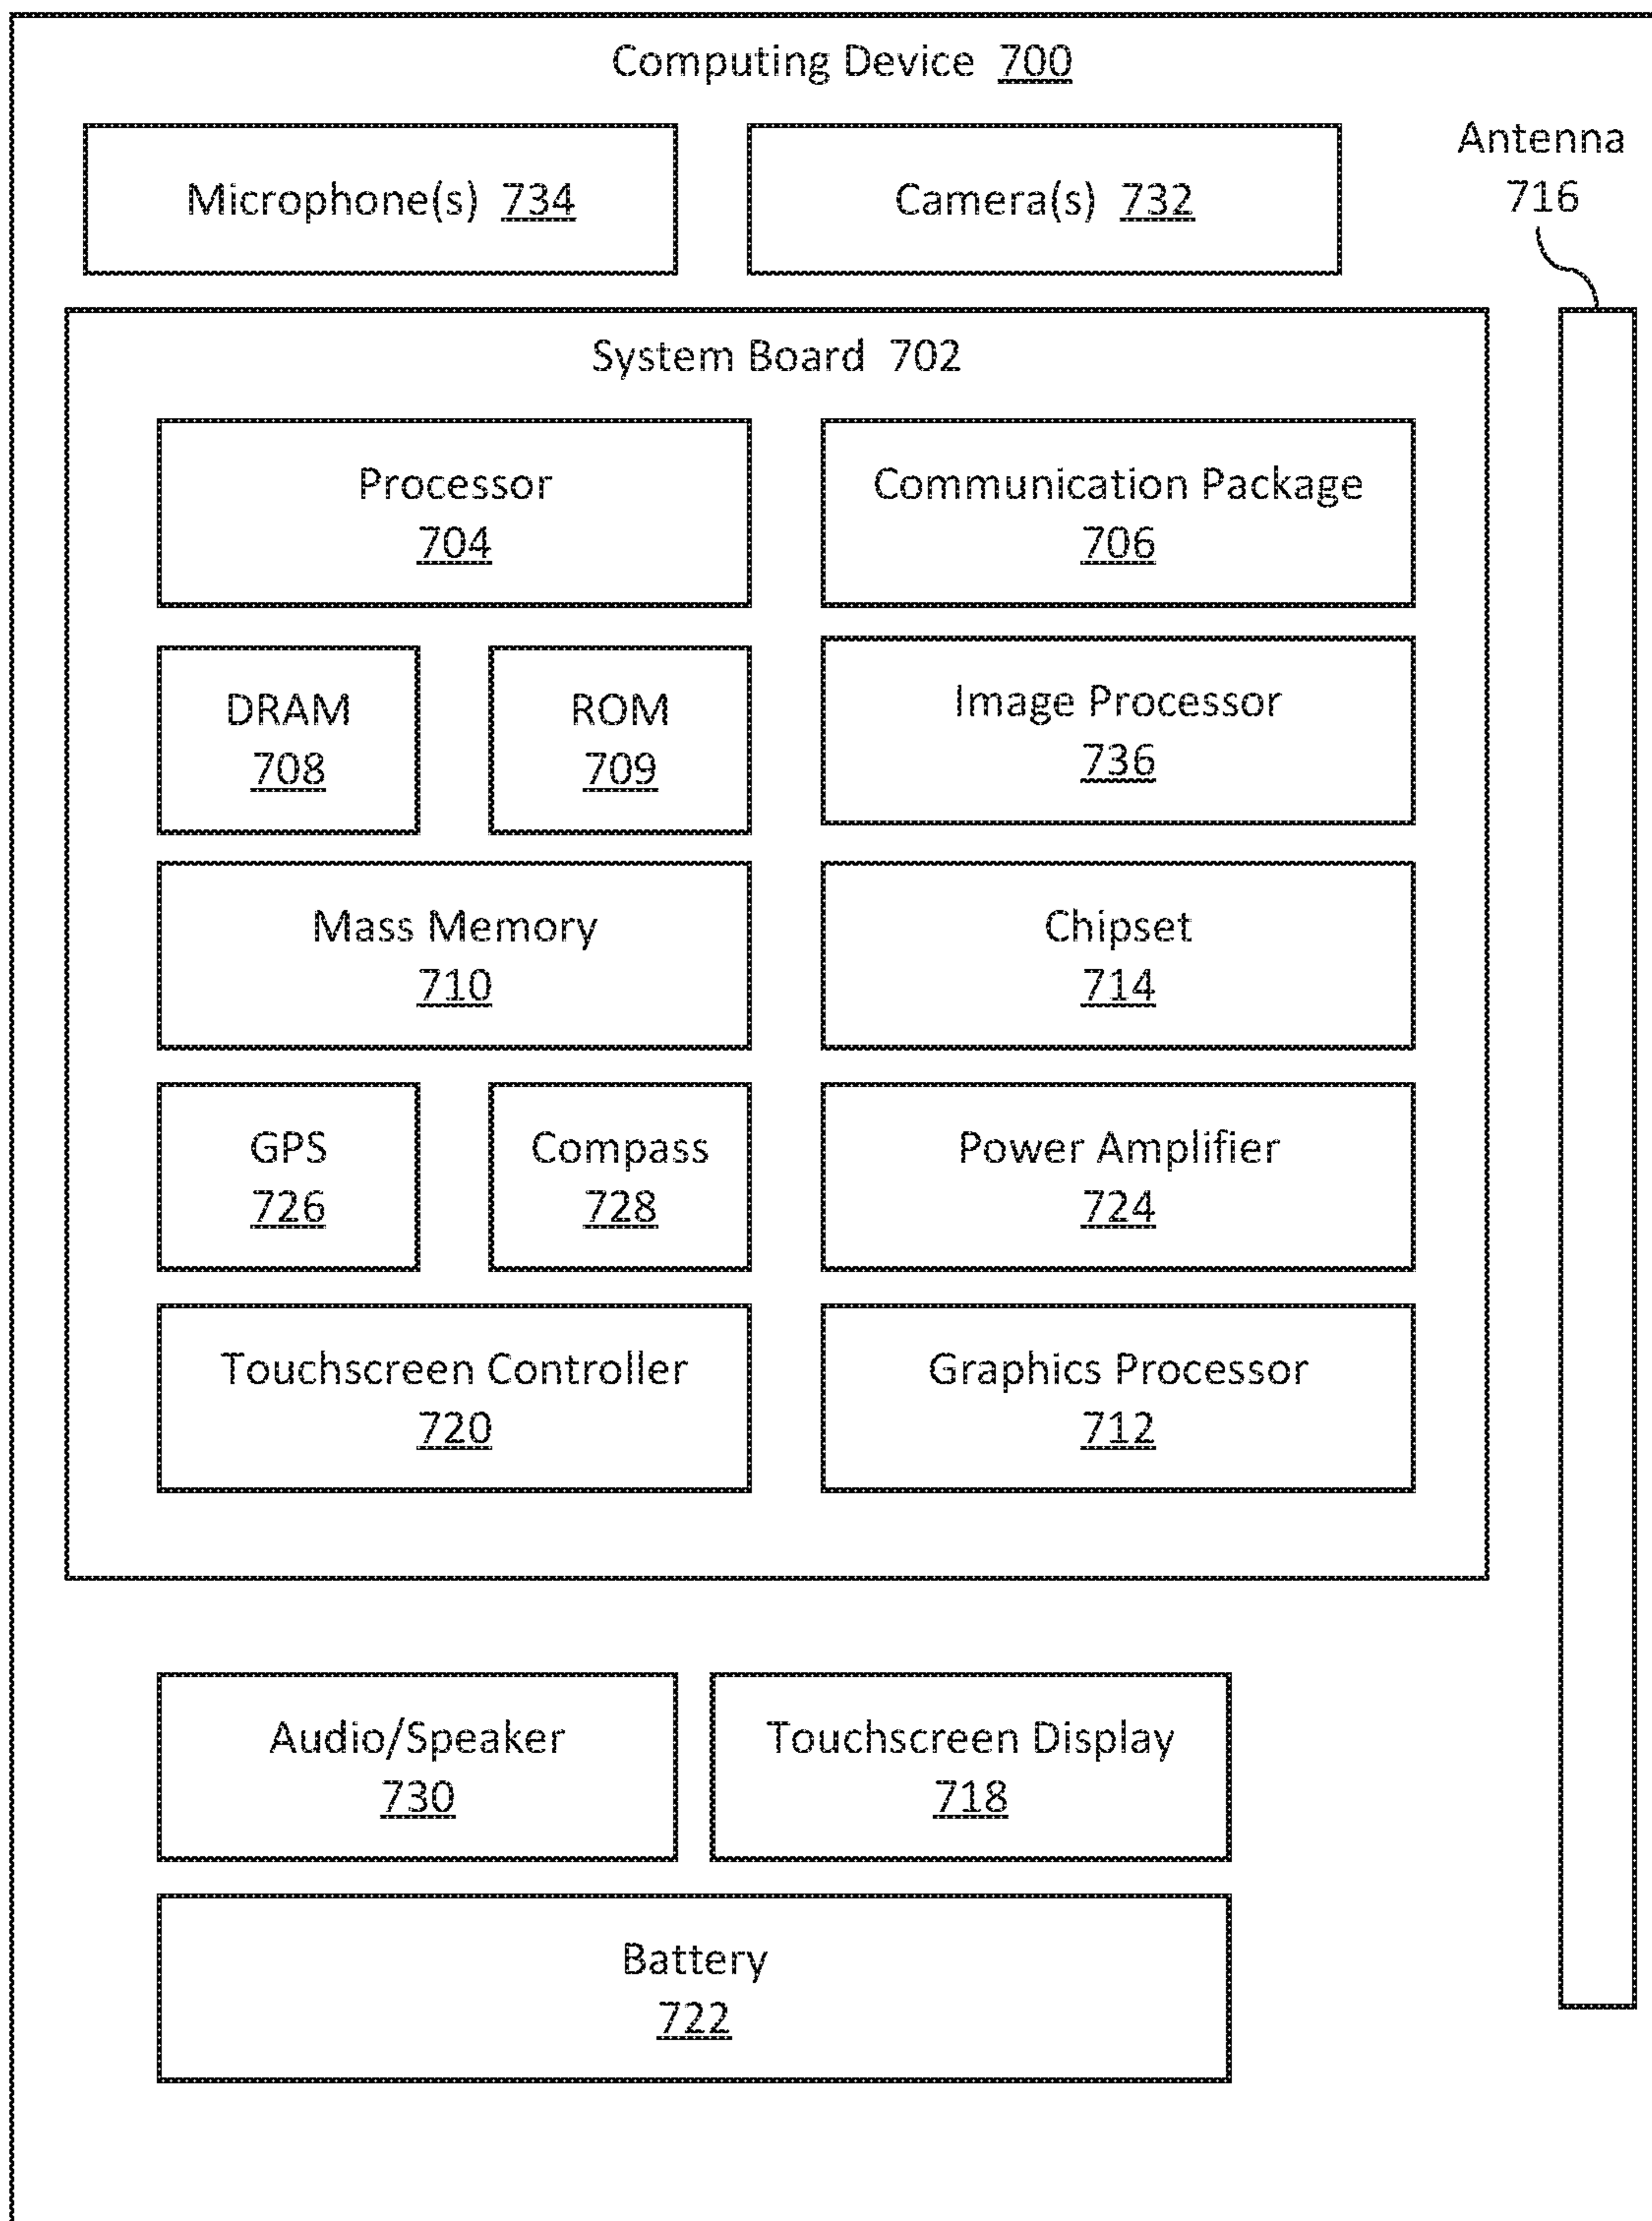 Computing Device 700
Microphone(s) 734
Camera(s) 732
Antenna
716
System Board 702
Processor
704
Communication Package
706
DRAM
708
ROM
709
Image Processor
736
Mass Memory
710
Chipset
714
GPS
726
Compass
728
Power Amplifier
724
Touchscreen Controller
720
Graphics Processor
712
Audio/Speaker
730
Touchscreen Display
718
Battery
722